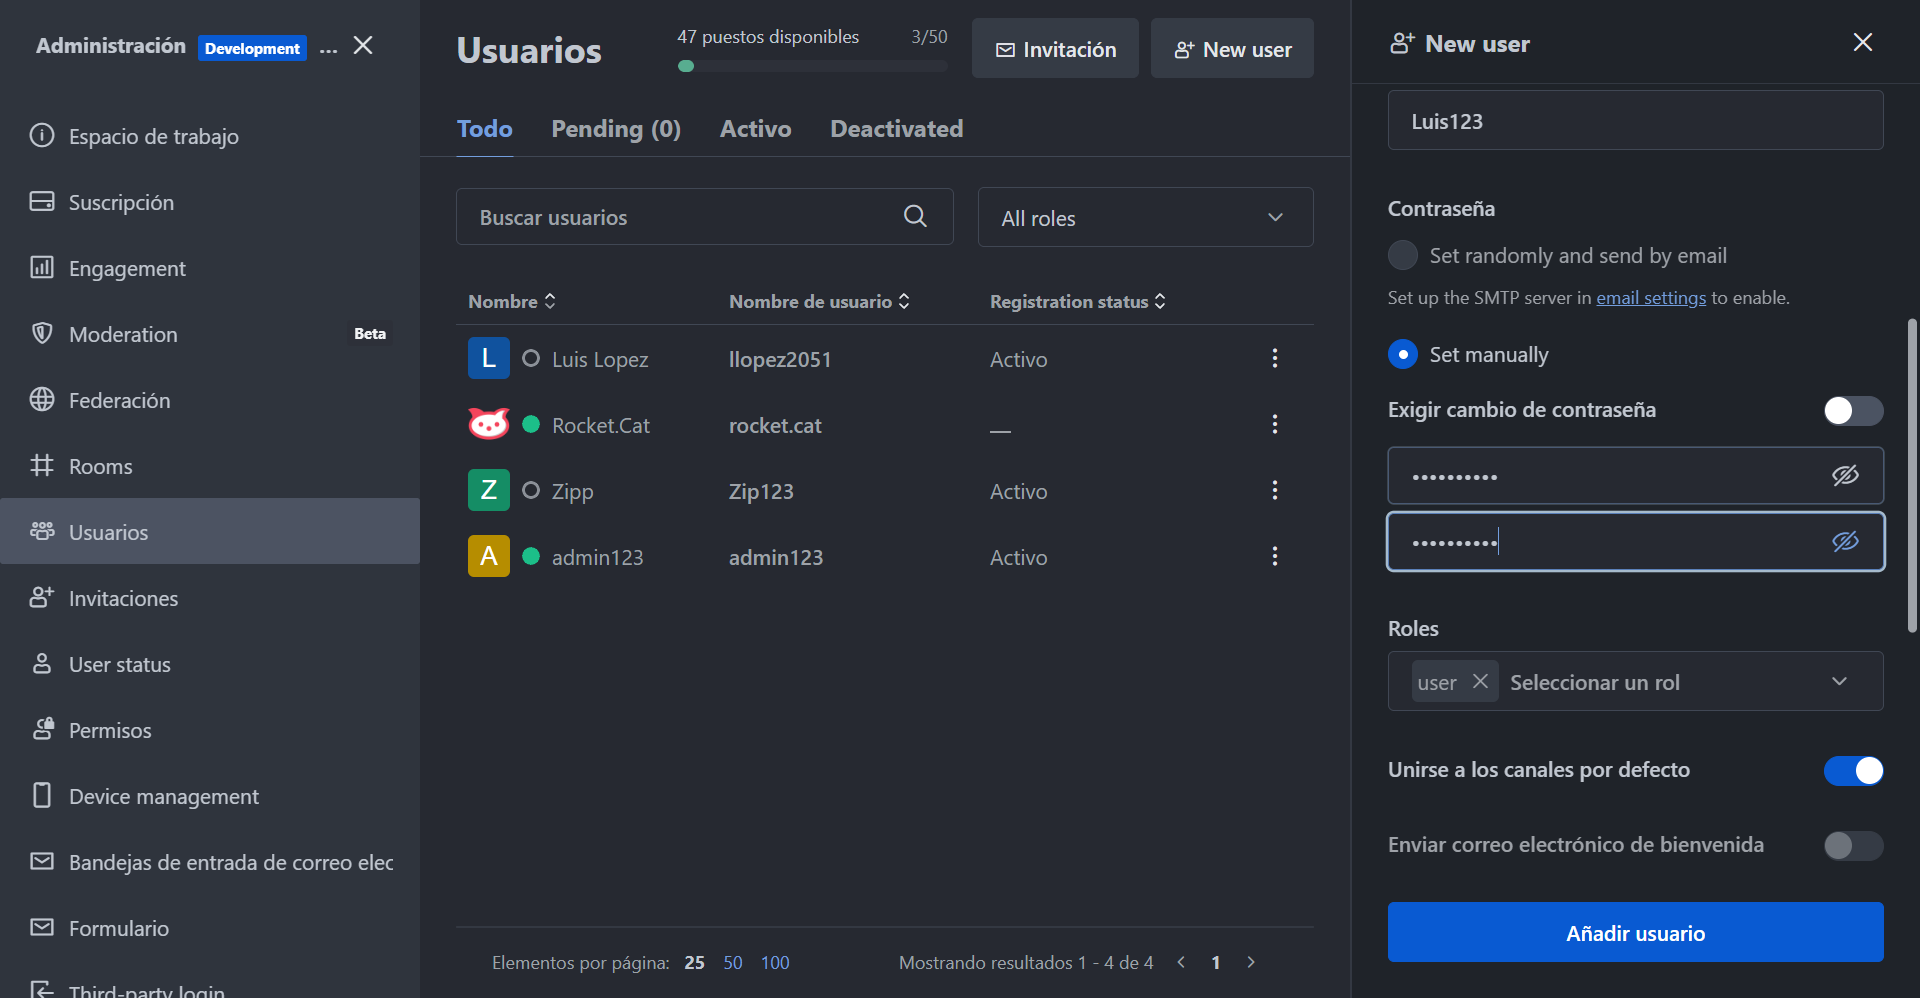 Administración Development ...
Espacio de trabajo
Suscripción
Engagement
Moderation Beta
Federación
Rooms
Usuarios
Invitaciones
User status
Permisos
Device management
Bandejas de entrada de correo elec
Formulario
Third-party login
Usuarios
47 puestos disponibles 3/50
Invitación
New user
Todo Pending (0) Activo Deactivated
Buscar usuarios
All roles
Nombre Nombre de usuario Registration status
L Luis Lopez llopez2051 Activo
Rocket.Cat rocket.cat __
Z Zipp Zip123 Activo
A admin123 admin123 Activo
Elementos por página: 25 50 100
Mostrando resultados 1 - 4 de 4 < 1 >
New user
Luis123
Contraseña
Set randomly and send by email
Set up the SMTP server in email settings to enable.
Set manually
Exigir cambio de contraseña
••••••••••
••••••••••
Roles
user Seleccionar un rol
Unirse a los canales por defecto
Enviar correo electrónico de bienvenida
Añadir usuario